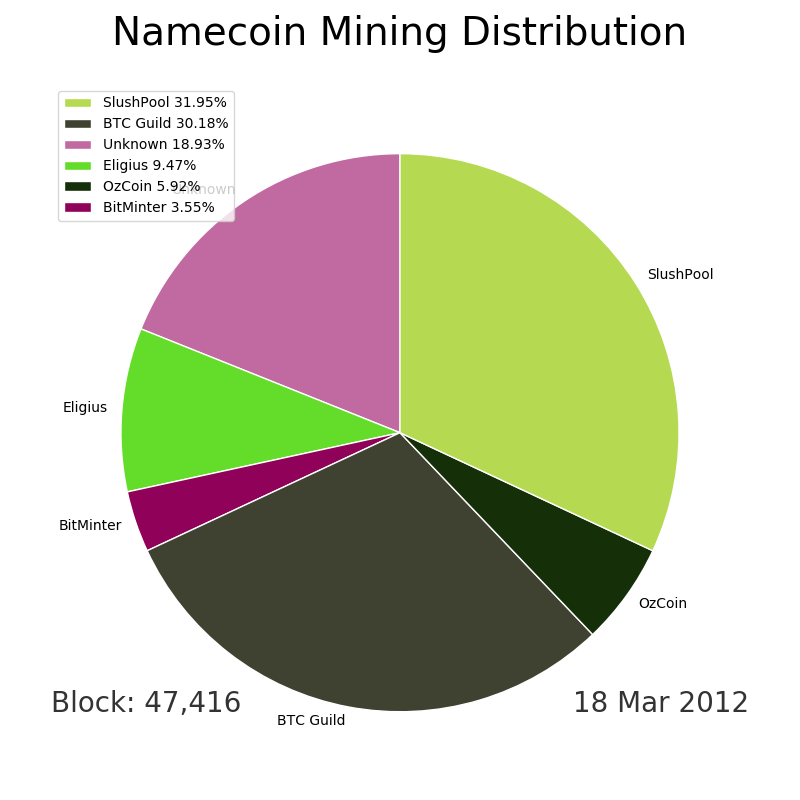 Namecoin Mining Distribution
SlushPool 31.95%
BTC Guild 30.18%
Unknown 18.93%
Eligius 9.47%
OzCoin 5.92%
BitMinter 3.55%
Unknown
SlushPool
Eligius
BitMinter
OzCoin
Block: 47,416
18 Mar 2012
BTC Guild